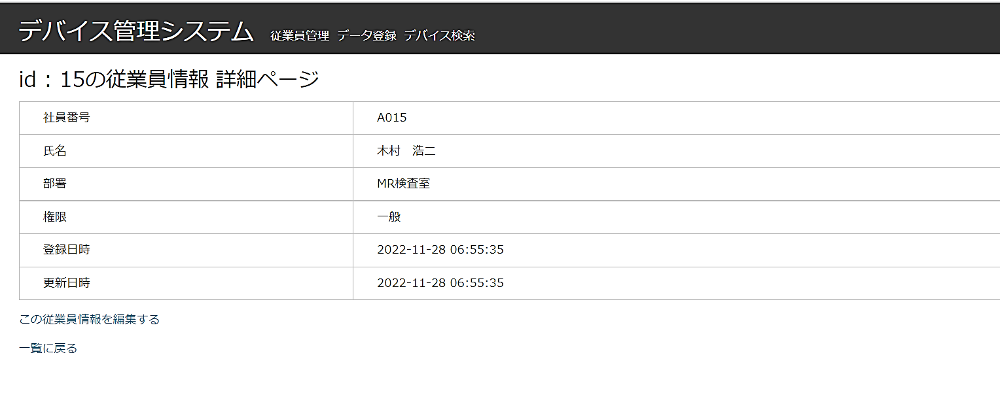 デバイス管理システム 従業員管理 データ登録 デバイス検索
id：15の従業員情報 詳細ページ
社員番号 A015
氏名 木村　浩二
部署 MR検査室
権限 一般
登録日時 2022-11-28 06:55:35
更新日時 2022-11-28 06:55:35
この従業員情報を編集する
一覧に戻る